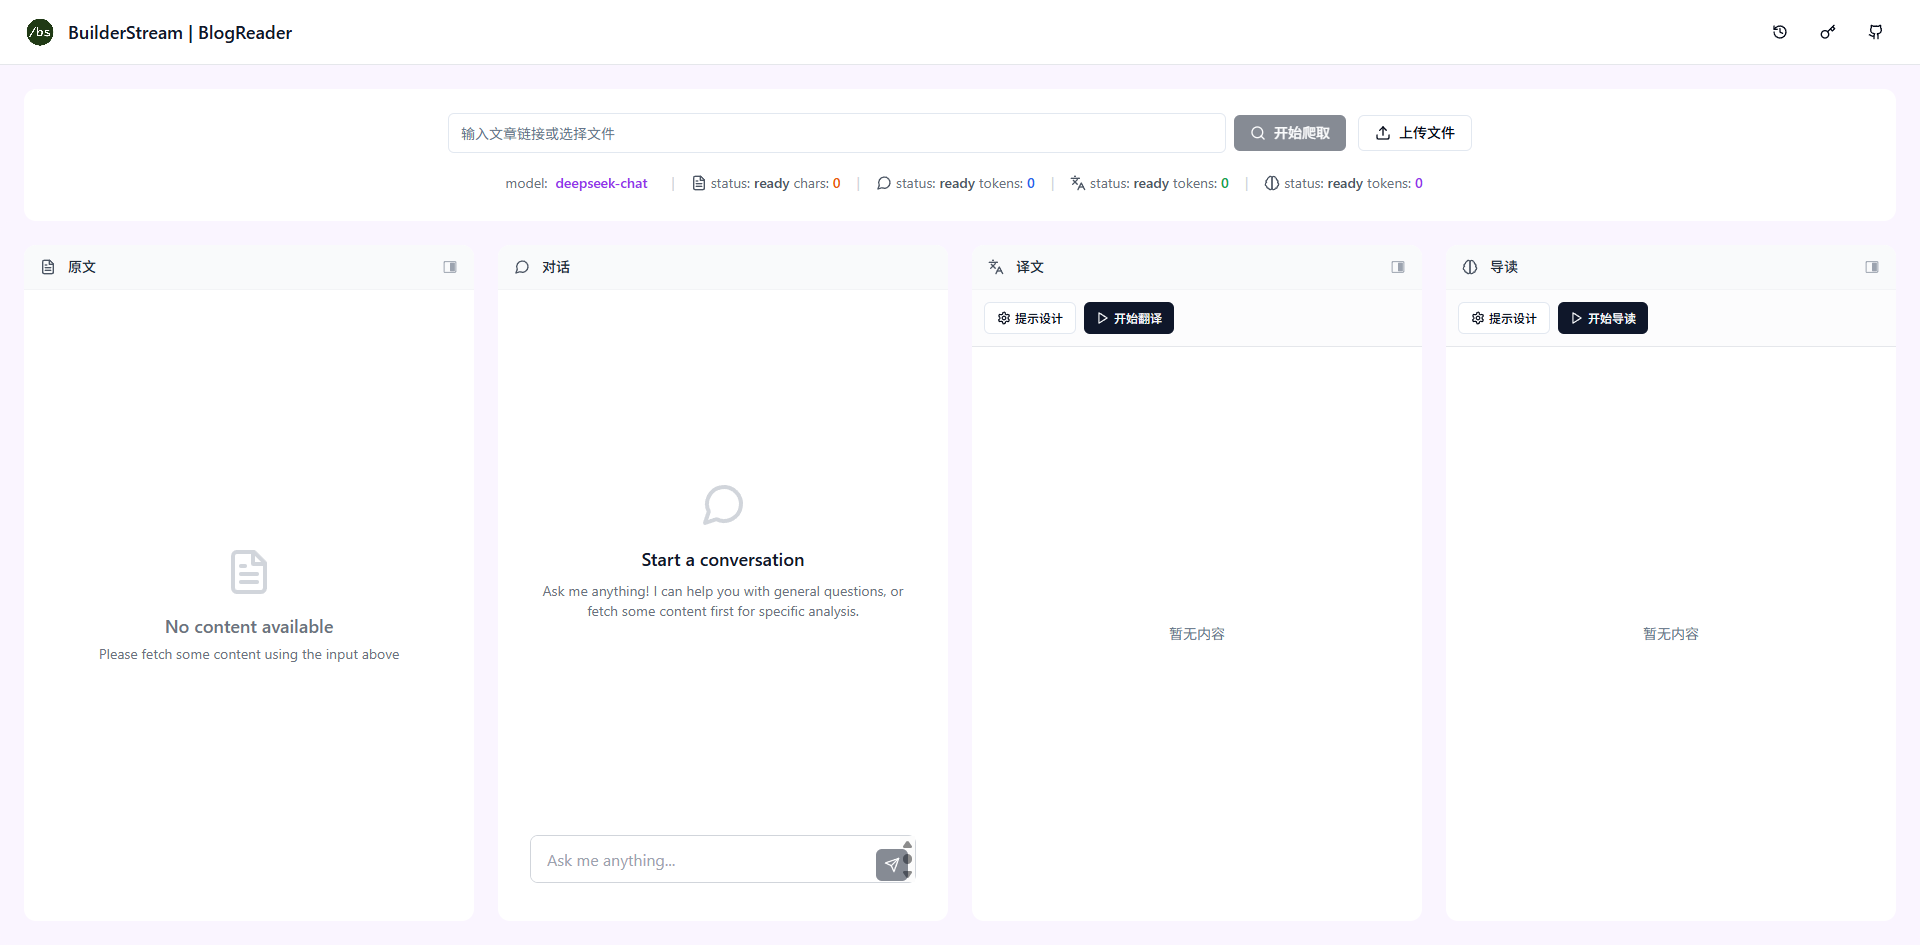 /bs BuilderStream | BlogReader
输入文章链接或选择文件 开始爬取 上传文件
model: deepseek-chat | status: ready chars: 0 | status: ready tokens: 0 | status: ready tokens: 0 | status: ready tokens: 0
原文
No content available
Please fetch some content using the input above
对话
Start a conversation
Ask me anything! I can help you with general questions, or
fetch some content first for specific analysis.
Ask me anything...
译文
提示设计 开始翻译
暂无内容
导读
提示设计 开始导读
暂无内容